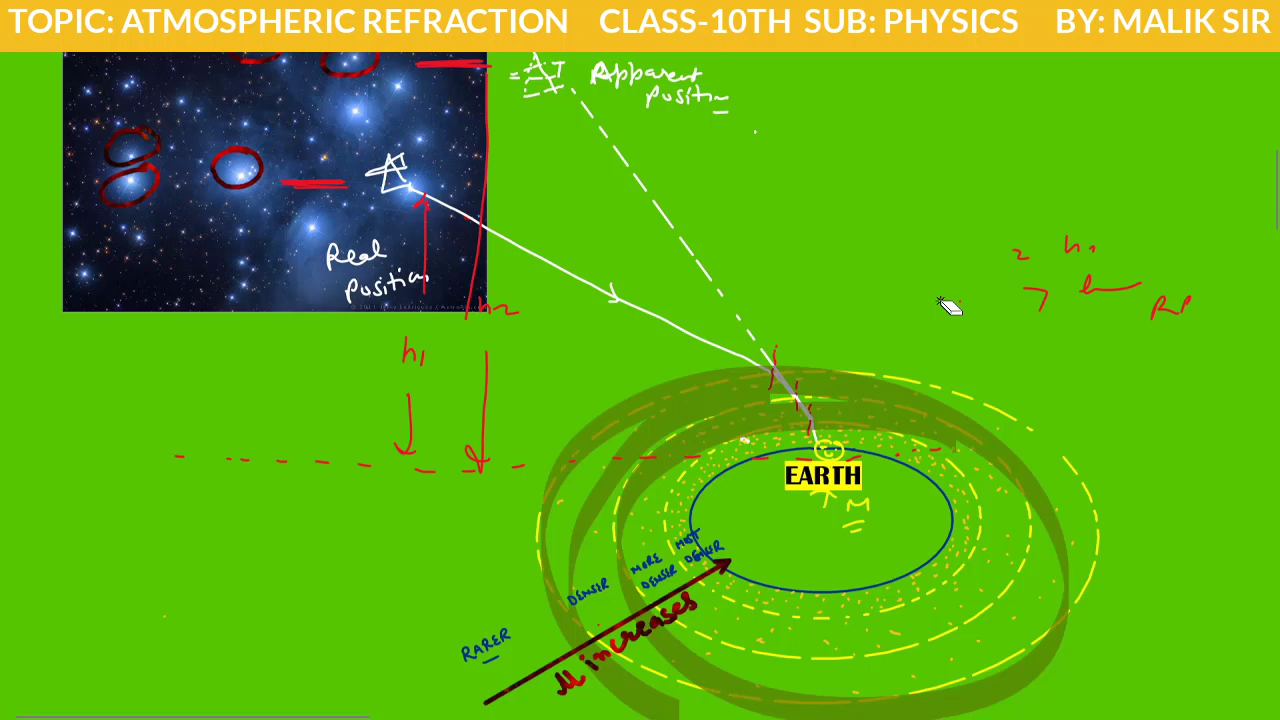 TOPIC: ATMOSPHERIC REFRACTION CLASS-10TH SUB: PHYSICS BY: MALIK SIR
Apparent
Position
Real
Position
h2
h1
EARTH
M
MOST
DENSER
MORE
DENSER
DENSER
RARER
μ increases